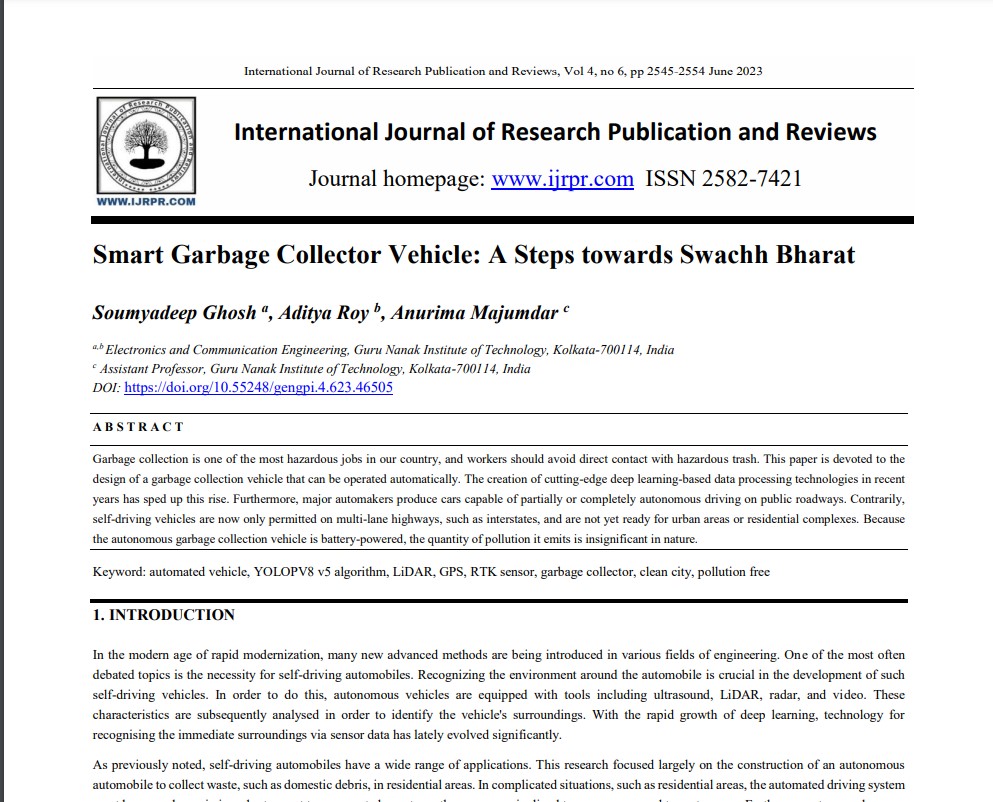 International Journal of Research Publication and Reviews, Vol 4, no 6, pp 2545-2554 June 2023
International Journal of Research Publication and Reviews
Journal homepage: www.ijrpr.com ISSN 2582-7421
International Journal of Research Publication and Reviews
WWW.IJRPR.COM
Smart Garbage Collector Vehicle: A Steps towards Swachh Bharat
Soumyadeep Ghosh a, Aditya Roy b, Anurima Majumdar c
a,b Electronics and Communication Engineering, Guru Nanak Institute of Technology, Kolkata-700114, India
c Assistant Professor, Guru Nanak Institute of Technology, Kolkata-700114, India
DOI: https://doi.org/10.55248/gengpi.4.623.46505
A B S T R A C T
Garbage collection is one of the most hazardous jobs in our country, and workers should avoid direct contact with hazardous trash. This paper is devoted to the
design of a garbage collection vehicle that can be operated automatically. The creation of cutting-edge deep learning-based data processing technologies in recent
years has sped up this rise. Furthermore, major automakers produce cars capable of partially or completely autonomous driving on public roadways. Contrarily,
self-driving vehicles are now only permitted on multi-lane highways, such as interstates, and are not yet ready for urban areas or residential complexes. Because
the autonomous garbage collection vehicle is battery-powered, the quantity of pollution it emits is insignificant in nature.
Keyword: automated vehicle, YOLOPV8 v5 algorithm, LiDAR, GPS, RTK sensor, garbage collector, clean city, pollution free
1. INTRODUCTION
In the modern age of rapid modernization, many new advanced methods are being introduced in various fields of engineering. One of the most often
debated topics is the necessity for self-driving automobiles. Recognizing the environment around the automobile is crucial in the development of such
self-driving vehicles. In order to do this, autonomous vehicles are equipped with tools including ultrasound, LiDAR, radar, and video. These
characteristics are subsequently analysed in order to identify the vehicle's surroundings. With the rapid growth of deep learning, technology for
recognising the immediate surroundings via sensor data has lately evolved significantly.
As previously noted, self-driving automobiles have a wide range of applications. This research focused largely on the construction of an autonomous
automobile to collect waste, such as domestic debris, in residential areas. In complicated situations, such as residential areas, the automated driving system